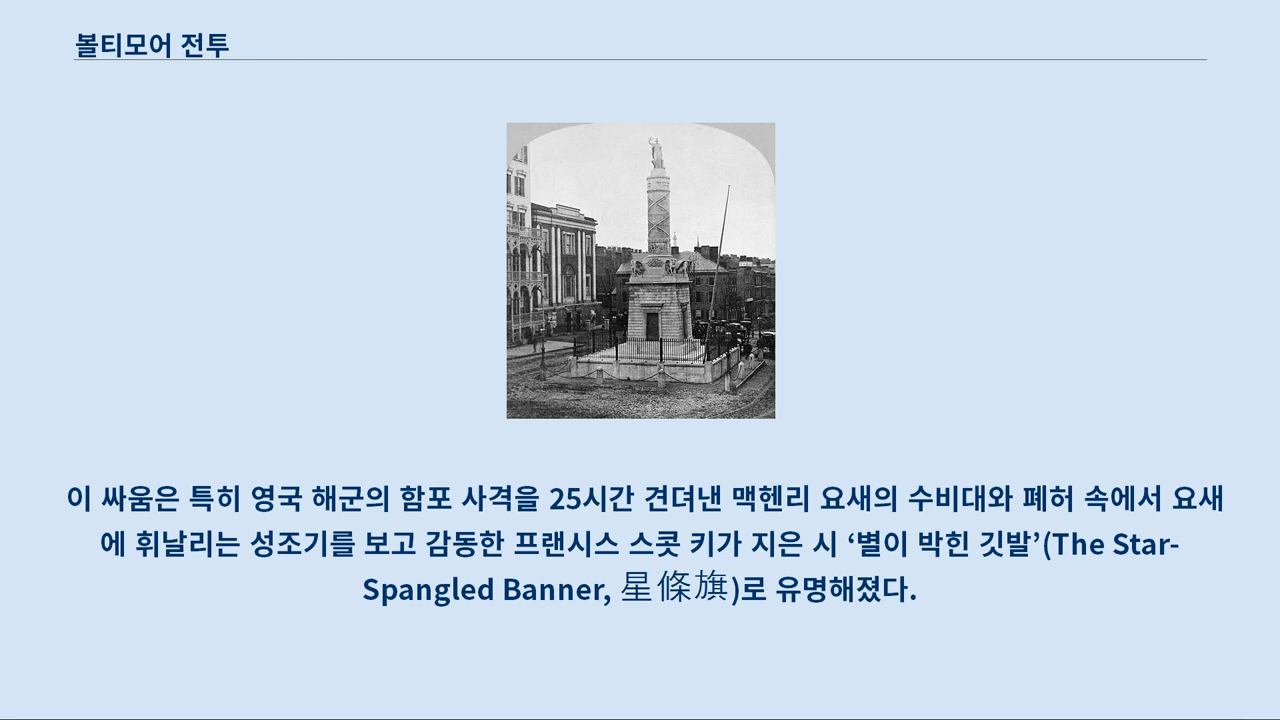 볼티모어 전투
이 싸움은 특히 영국 해군의 함포 사격을 25시간 견뎌낸 맥헨리 요새의 수비대와 폐허 속에서 요새
에 휘날리는 성조기를 보고 감동한 프랜시스 스콧 키가 지은 시 ‘별이 박힌 깃발’(The Star-
Spangled Banner, 星條旗)로 유명해졌다.